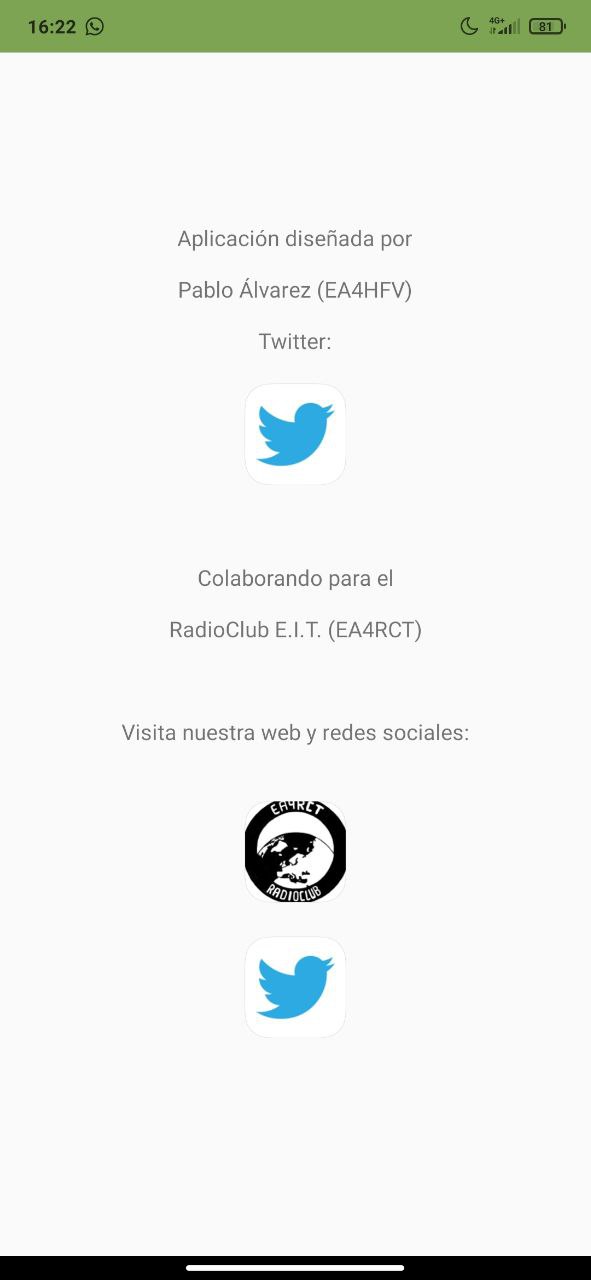 16:22
4G+
81
Aplicación diseñada por
Pablo Álvarez (EA4HFV)
Twitter:
Colaborando para el
RadioClub E.I.T. (EA4RCT)
Visita nuestra web y redes sociales:
EA4RCT
RADIOCLUB